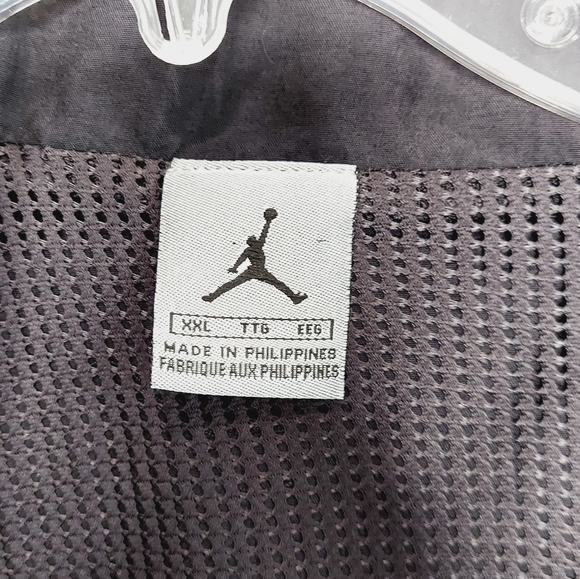 XXL TTG EEG
MADE IN PHILIPPINES
FABRIQUE AUX PHILIPPINES